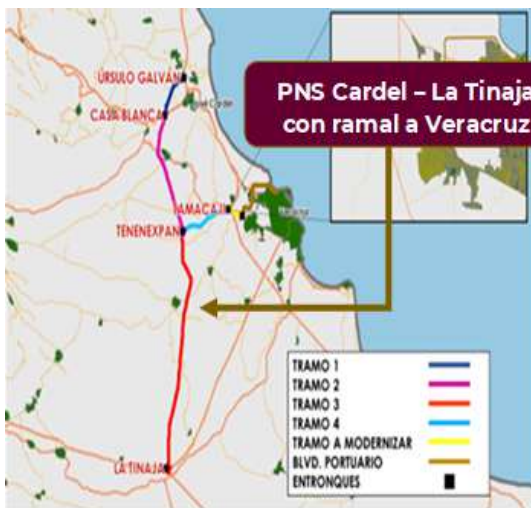 ÚRSULO GALVÁN
CASA BLANCA
PNS Cardel – La Tinaja
con ramal a Veracruz
TAMACAJI
TENENEXPAN
LA TINAJA
TRAMO 1
TRAMO 2
TRAMO 3
TRAMO 4
TRAMO A MODERNIZAR
BLVD. PORTUARIO
ENTRONQUES